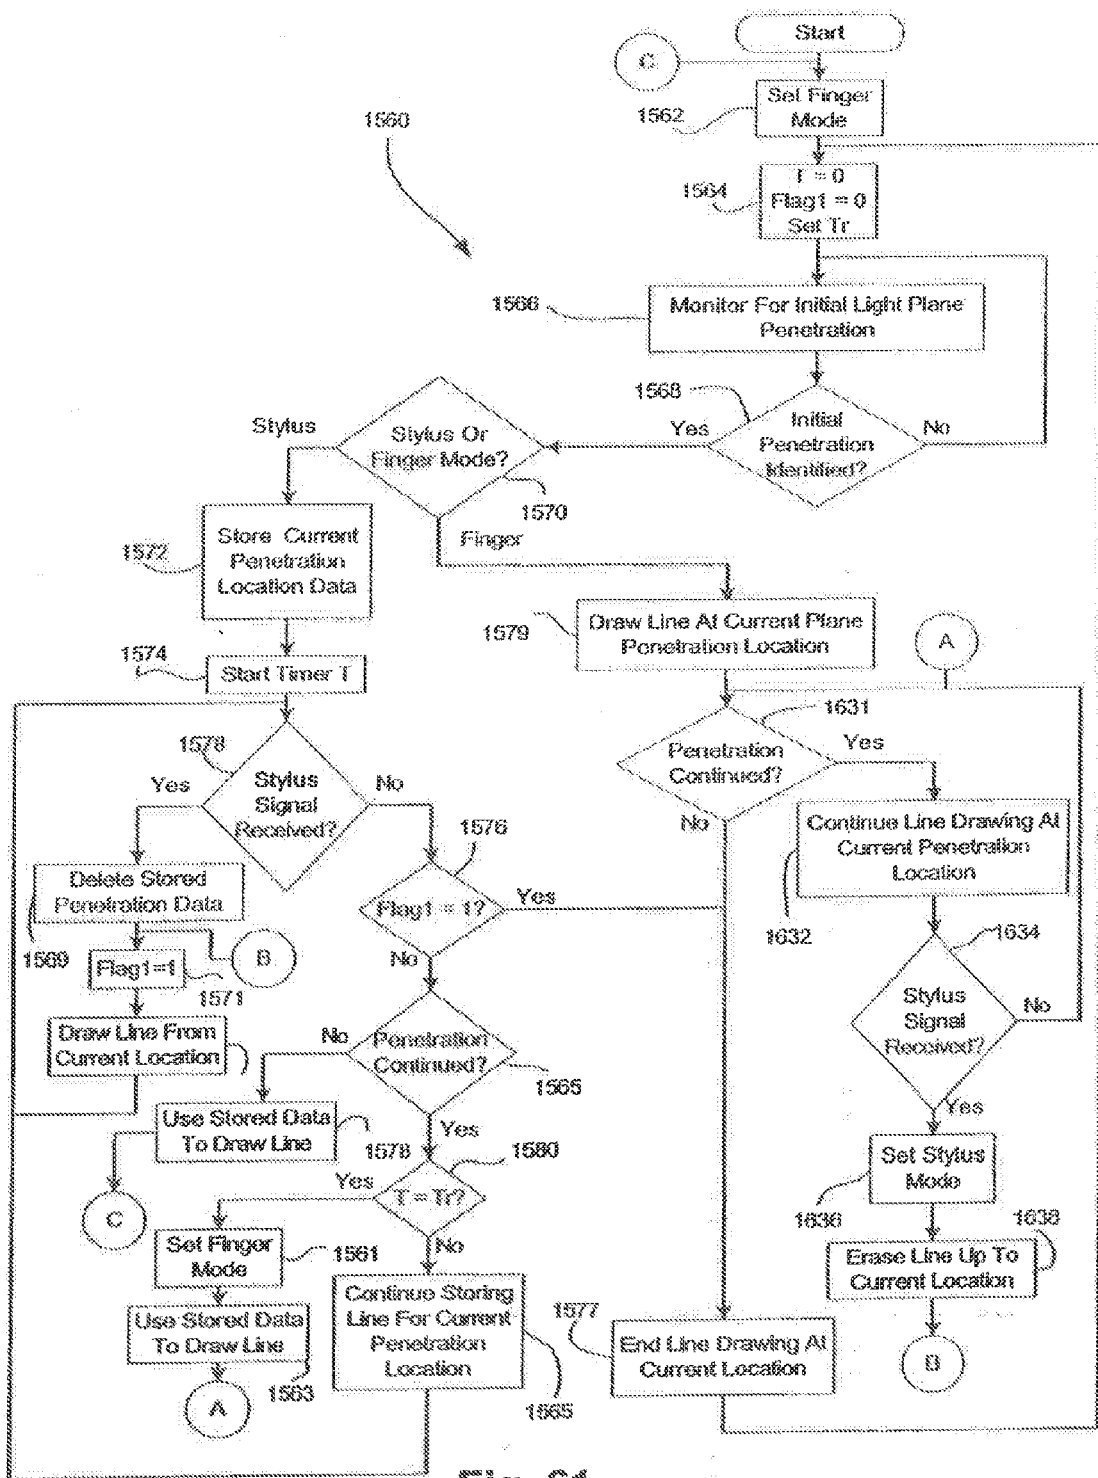 Start
C
Set Finger
Mode
1562
1560
T = 0
Flag1 = 0
Set Tr
1564
1566
Monitor For Initial Light Plane
Penetration
1568
Initial
Penetration
Identified?
Yes
No
Stylus
Stylus Or
Finger Mode?
1570
Finger
1572
Store Current
Penetration
Location Data
1574
Start Timer T
1579
Draw Line At Current Plane
Penetration Location
A
1578
Stylus
Signal
Received?
Yes
No
1631
Penetration
Continued?
Yes
No
1576
Flag1 = 1?
Yes
No
Continue Line Drawing At
Current Penetration
Location
1632
Delete Stored
Penetration Data
1569
B
Flag1=1
1571
Draw Line From
Current Location
1634
Stylus
Signal
Received?
No
Yes
No
Penetration
Continued?
1565
Yes
Use Stored Data
To Draw Line
1578
C
1580
T = Tr?
Yes
No
Set Stylus
Mode
1636
1638
Erase Line Up To
Current Location
B
Set Finger
Mode
1561
Use Stored Data
To Draw Line
1563
A
Continue Storing
Line For Current
Penetration
Location
1565
1577
End Line Drawing At
Current Location